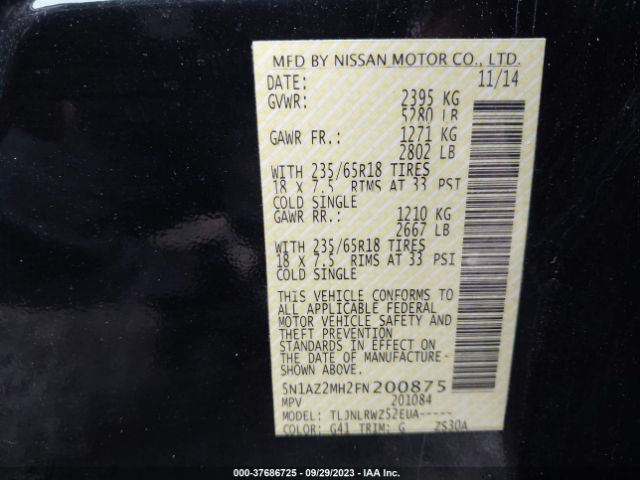 MFD BY NISSAN MOTOR CO., LTD.
DATE: 11/14
GVWR: 2395 KG
5280 LB
GAWR FR.: 1271 KG
2802 LB
WITH 235/65R18 TIRES
18 X 7.5 RIMS AT 33 PSI
COLD SINGLE
GAWR RR.: 1210 KG
2667 LB
WITH 235/65R18 TIRES
18 X 7.5 RIMS AT 33 PSI
COLD SINGLE
THIS VEHICLE CONFORMS TO
ALL APPLICABLE FEDERAL
MOTOR VEHICLE SAFETY AND
THEFT PREVENTION
STANDARDS IN EFFECT ON
THE DATE OF MANUFACTURE
SHOWN ABOVE.
5N1AZ2MH2FN200875
MPV 201084
MODEL: TLJNLRWZ52EUA-----
COLOR: G41 TRIM: G ZS30A
000-37686725 - 09/29/2023 - IAA Inc.